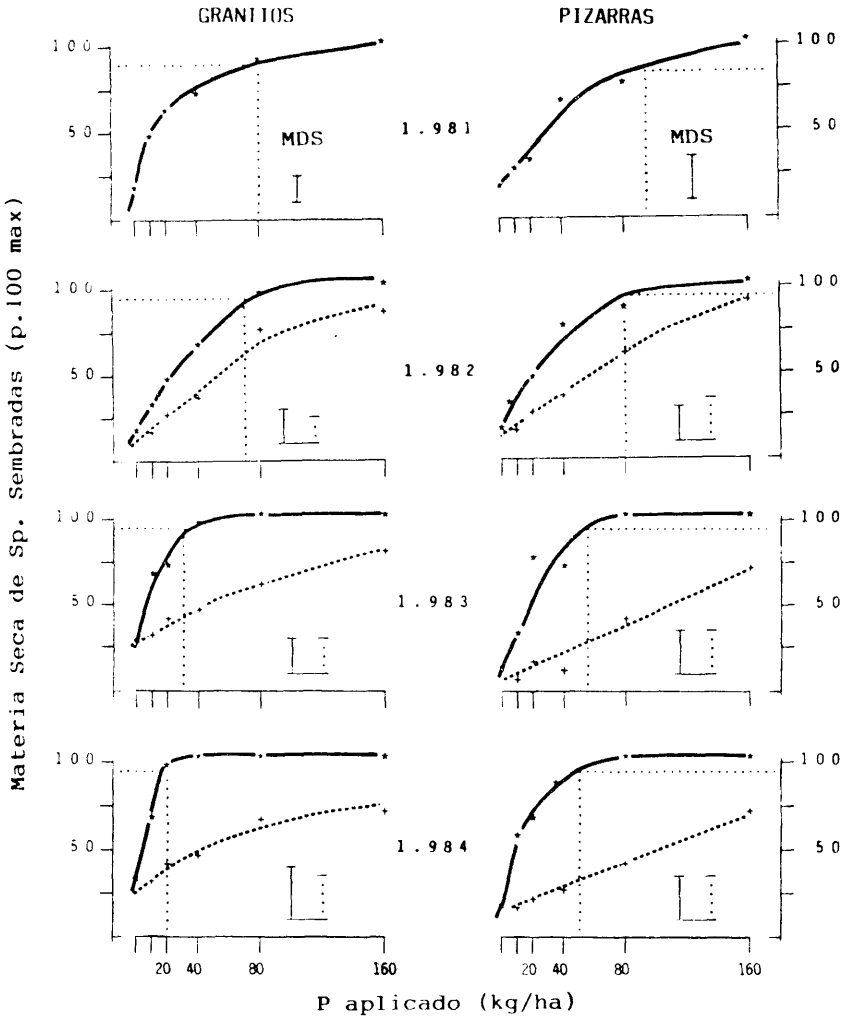 GRANITOS PIZARRAS
100 100
1.981
50 MDS MDS 50
100 100
1.982
50 50
100 100
1.983
50 50
100 100
1.984
50 50
20 40 80 160 20 40 80 160
P aplicado (kg/ha)
Materia Seca de Sp. Sembradas (p.100 max)